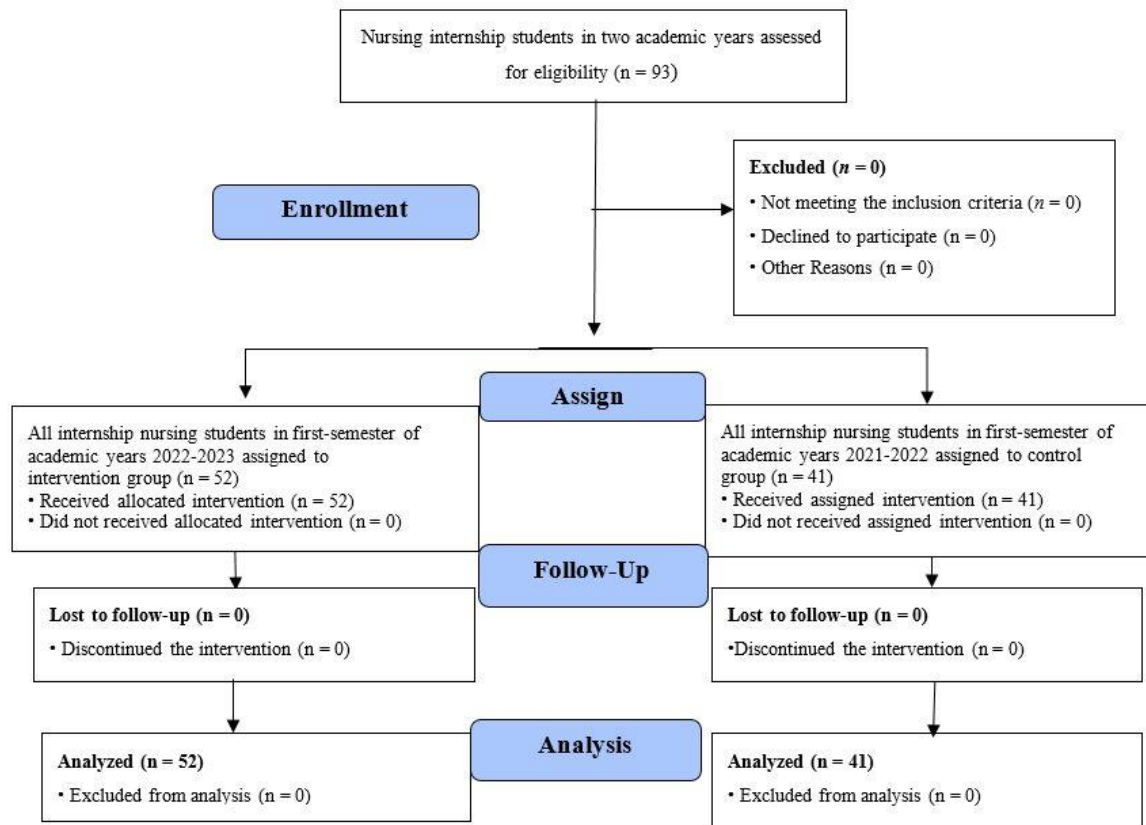 Nursing internship students in two academic years assessed
for eligibility (n = 93)
Excluded (n = 0)
• Not meeting the inclusion criteria (n = 0)
• Declined to participate (n = 0)
• Other Reasons (n = 0)
Enrollment
Assign
All internship nursing students in first-semester of
academic years 2022-2023 assigned to
intervention group (n = 52)
• Received allocated intervention (n = 52)
• Did not received allocated intervention (n = 0)
All internship nursing students in first-semester of
academic years 2021-2022 assigned to control
group (n = 41)
• Received assigned intervention (n = 41)
• Did not received assigned intervention (n = 0)
Follow-Up
Lost to follow-up (n = 0)
• Discontinued the intervention (n = 0)
Lost to follow-up (n = 0)
•Discontinued the intervention (n = 0)
Analysis
Analyzed (n = 52)
• Excluded from analysis (n = 0)
Analyzed (n = 41)
• Excluded from analysis (n = 0)